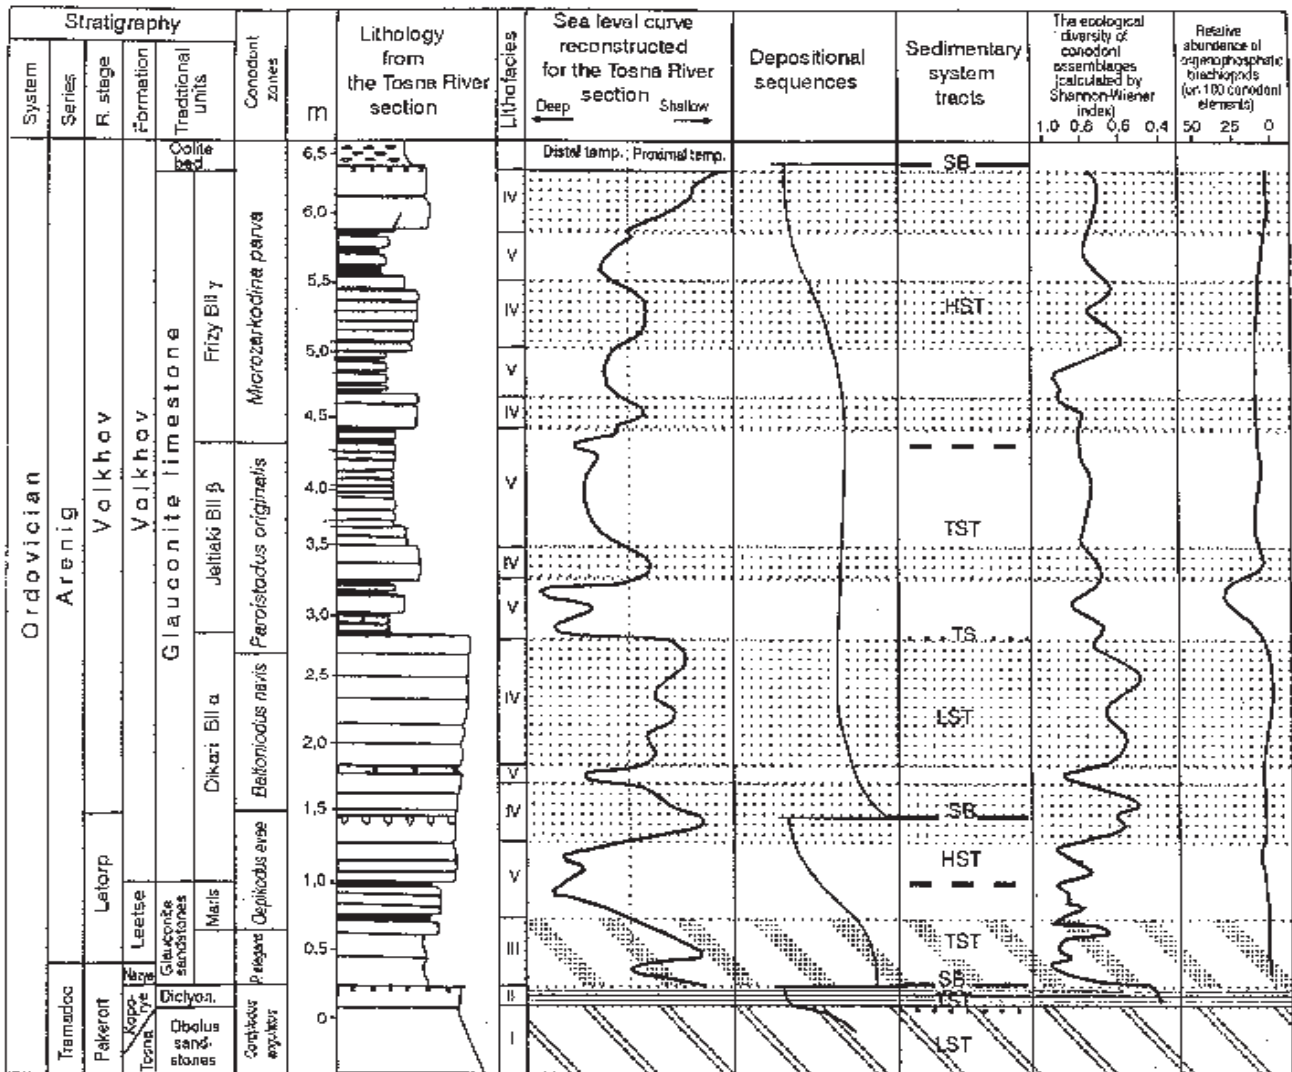 Stratigraphy
System
Series
R. stage
Formation
Traditional
units
Conodont
zones
m
Lithology
from
the Tosna River
section
Lithofacies
Sea level curve
reconstructed
for the Tosna River
section
Deep
Shallow
Depositional
sequences
Sedimentary
system
tracts
The ecological
diversity of
conodont
assemblages
(calculated by
Shannon-Wiener
index)
1.0 0.8 0.6 0.4
Relative
abundance of
organophosphatic
brachiopods
(on 100 conodont
elements)
50 25 0
Distal temp. Proximal temp.
Ordovician
Arenig
Tramadoc
Volkhov
Latorp
Pakerort
Volkhov
Leetse
Tosna
Glauconite limestone
Oolite
bed
Frizy BII γ
Jeltiaki BII β
Dikari BII α
Glauconite
sandstones
Marls
Dictyon.
Obolus
sand-
stones
Microzarkodina parva
Paroistodus originalis
Baltoniodus navis
Oepikodus evae
P. elegans
Cordylodus
angulatus
6,5
6,0
5,5
5,0
4,5
4,0
3,5
3,0
2,5
2,0
1,5
1,0
0,5
0
IV
V
IV
V
IV
V
IV
V
IV
V
IV
V
III
II
I
SB
HST
TST
TS
LST
SB
HST
TST
SB
TST
LST